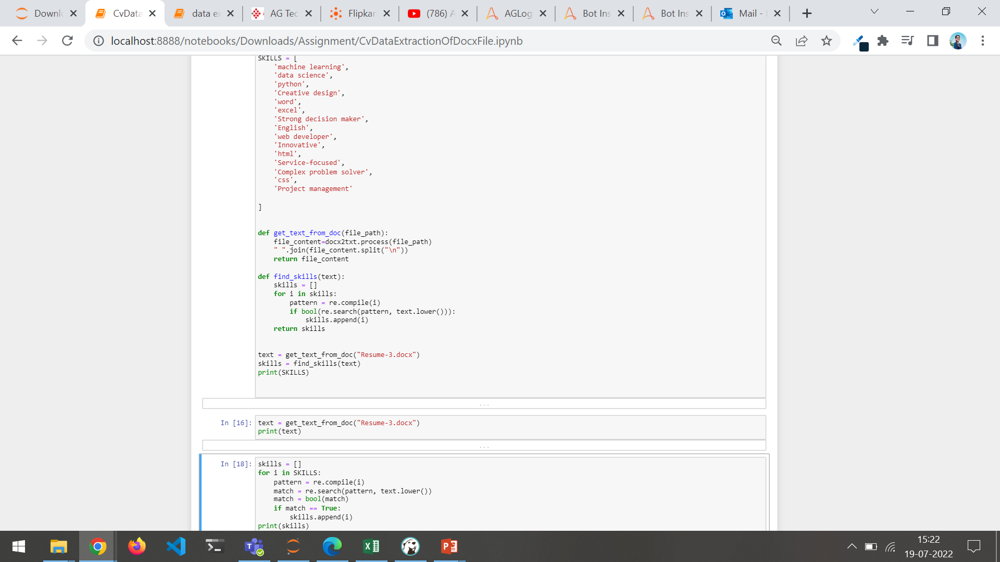 Downlo
CvData
data ex
AG Tec
Flipkar
(786) A
AGLog
Bot Ins
Bot Ins
Mail -
localhost:8888/notebooks/Downloads/Assignment/CvDataExtractionOfDocxFile.ipynb
SKILLS = [
    'machine learning',
    'data science',
    'python',
    'Creative design',
    'word',
    'excel',
    'Strong decision maker',
    'English',
    'web developer',
    'Innovative',
    'html',
    'Service-focused',
    'Complex problem solver',
    'css',
    'Project management'
]
def get_text_from_doc(file_path):
    file_content=docx2txt.process(file_path)
    " ".join(file_content.split("\n"))
    return file_content
def find_skills(text):
    skills = []
    for i in skills:
        pattern = re.compile(i)
        if bool(re.search(pattern, text.lower())):
            skills.append(i)
    return skills
text = get_text_from_doc("Resume-3.docx")
skills = find_skills(text)
print(SKILLS)
...
In [16]: text = get_text_from_doc("Resume-3.docx")
print(text)
...
In [18]: skills = []
for i in SKILLS:
    pattern = re.compile(i)
    match = re.search(pattern, text.lower())
    match = bool(match)
    if match == True:
        skills.append(i)
print(skills)
15:22
19-07-2022